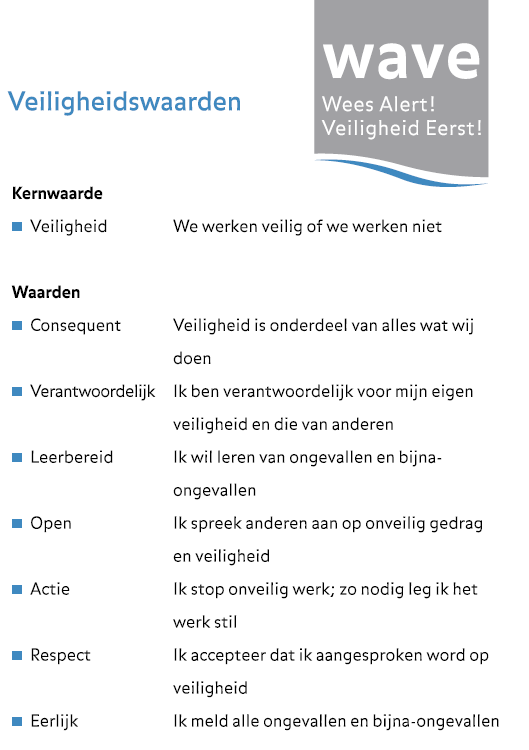 wave
Wees Alert!
Veiligheid Eerst!
Veiligheidswaarden
Kernwaarde
Veiligheid We werken veilig of we werken niet
Waarden
Consequent Veiligheid is onderdeel van alles wat wij
doen
Verantwoordelijk Ik ben verantwoordelijk voor mijn eigen
veiligheid en die van anderen
Leerbereid Ik wil leren van ongevallen en bijna-
ongevallen
Open Ik spreek anderen aan op onveilig gedrag
en veiligheid
Actie Ik stop onveilig werk; zo nodig leg ik het
werk stil
Respect Ik accepteer dat ik aangesproken word op
veiligheid
Eerlijk Ik meld alle ongevallen en bijna-ongevallen